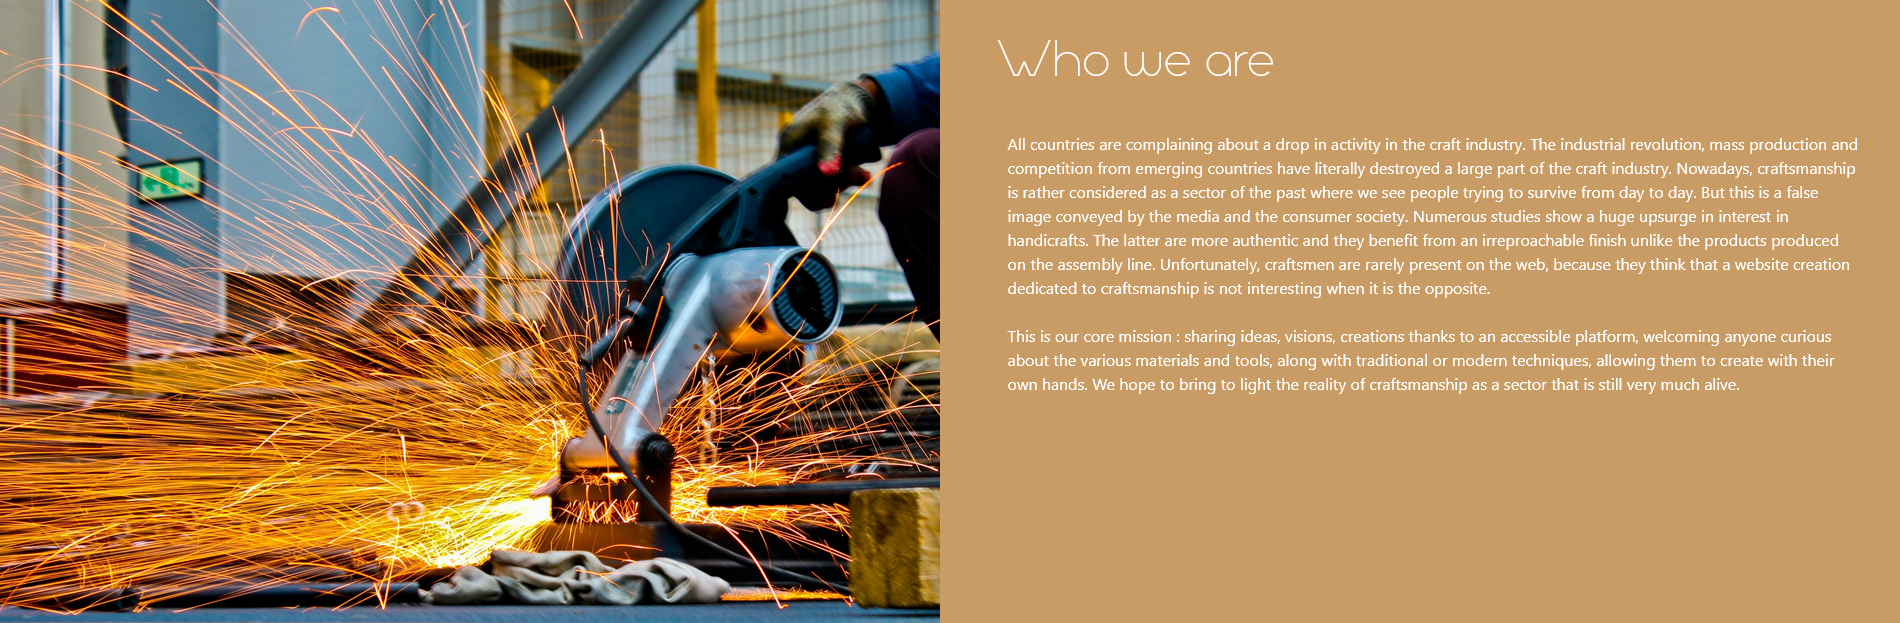 Who we are
All countries are complaining about a drop in activity in the craft industry. The industrial revolution, mass production and
competition from emerging countries have literally destroyed a large part of the craft industry. Nowadays, craftsmanship
is rather considered as a sector of the past where we see people trying to survive from day to day. But this is a false
image conveyed by the media and the consumer society. Numerous studies show a huge upsurge in interest in
handicrafts. The latter are more authentic and they benefit from an irreproachable finish unlike the products produced
on the assembly line. Unfortunately, craftsmen are rarely present on the web, because they think that a website creation
dedicated to craftsmanship is not interesting when it is the opposite.
This is our core mission : sharing ideas, visions, creations thanks to an accessible platform, welcoming anyone curious
about the various materials and tools, along with traditional or modern techniques, allowing them to create with their
own hands. We hope to bring to light the reality of craftsmanship as a sector that is still very much alive.